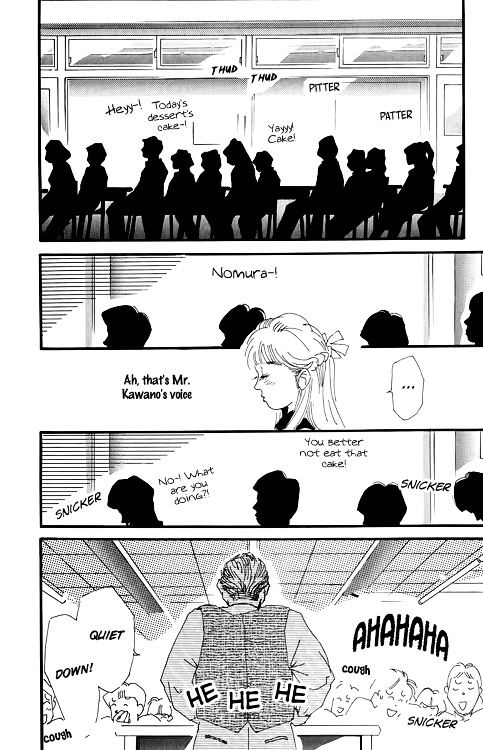 THUD
THUD
PITTER
Heyy~!
Today's
dessert's
cake~!
Yayyy!
Cake!
PATTER
Nomura~!
Ah, that's Mr.
Kawano's voice
...
You better
not eat that
cake!
No~! What
are you
doing?!
SNICKER
SNICKER
QUIET
DOWN!
AHAHAHA
cough
HE HE HE
SNICKER
cough